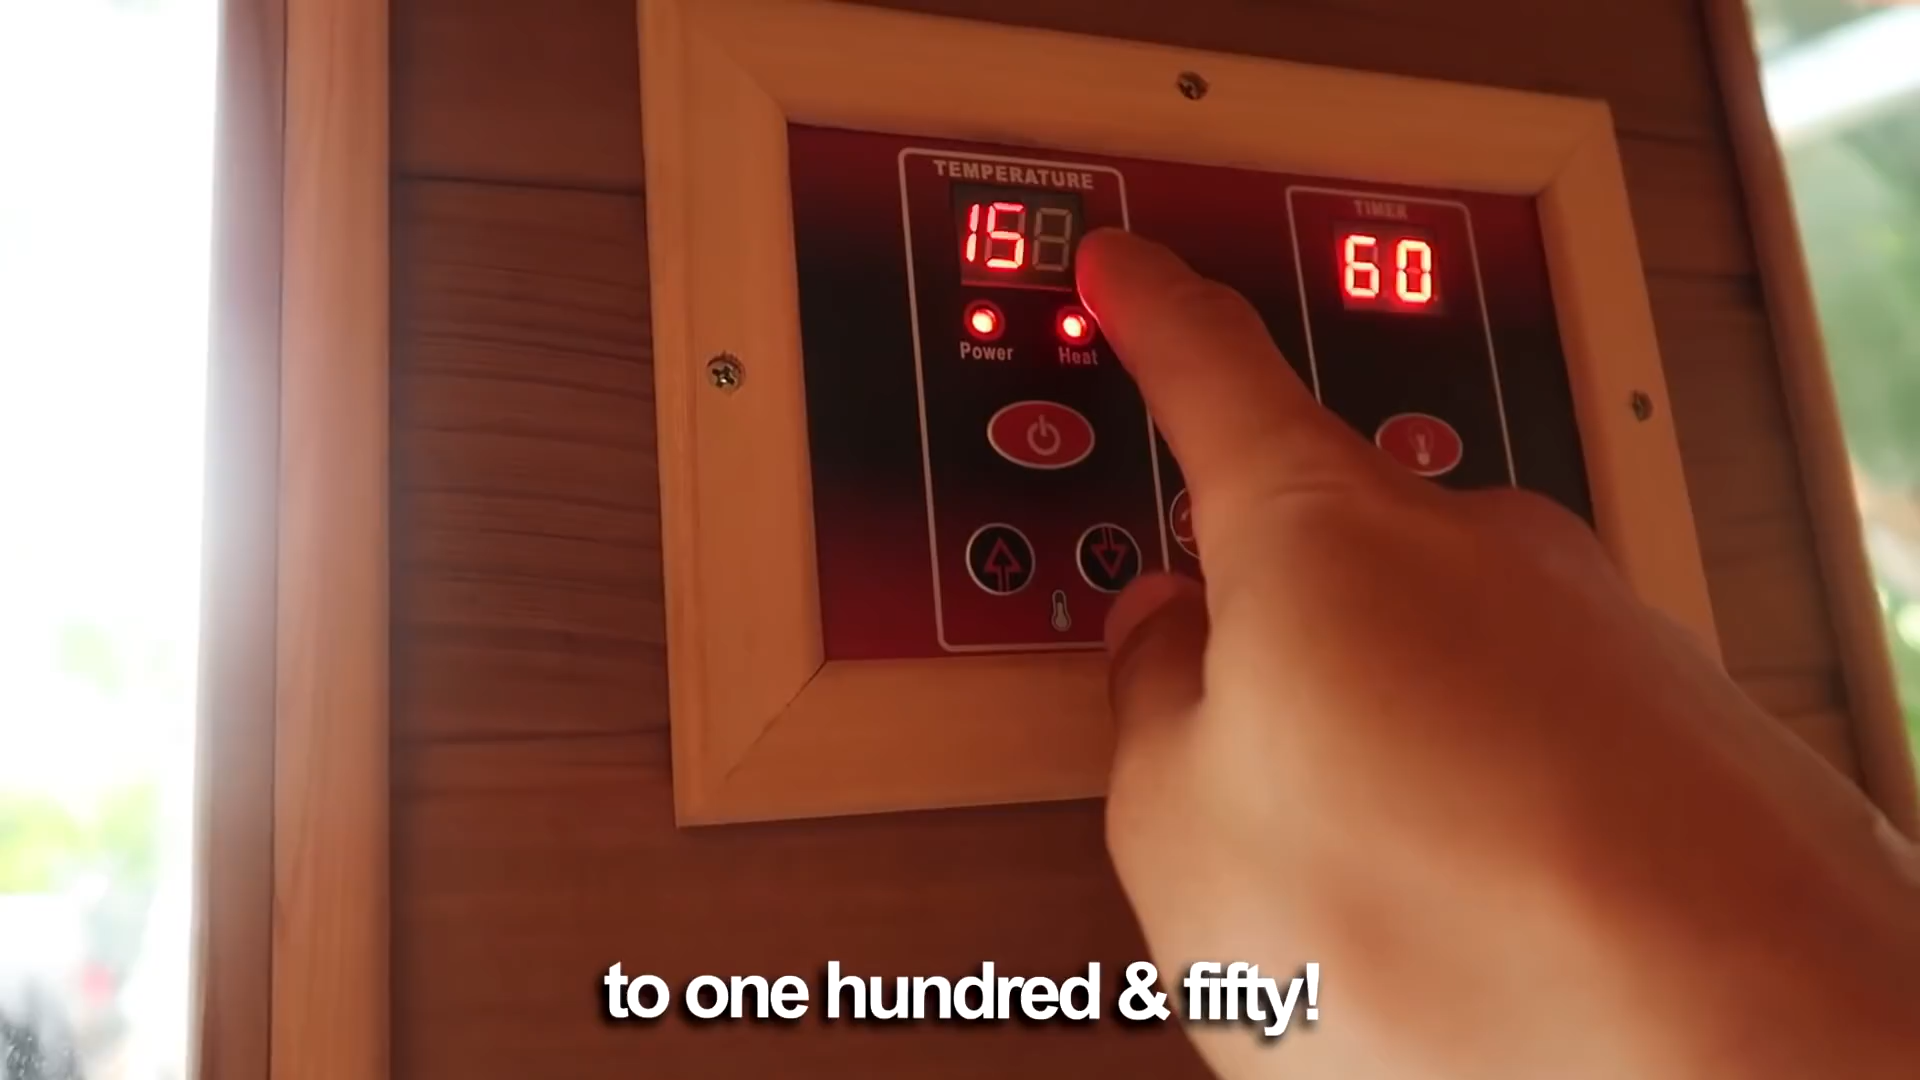 TEMPERATURE
TIMER
15
60
Power
Heat
to one hundred & fifty!